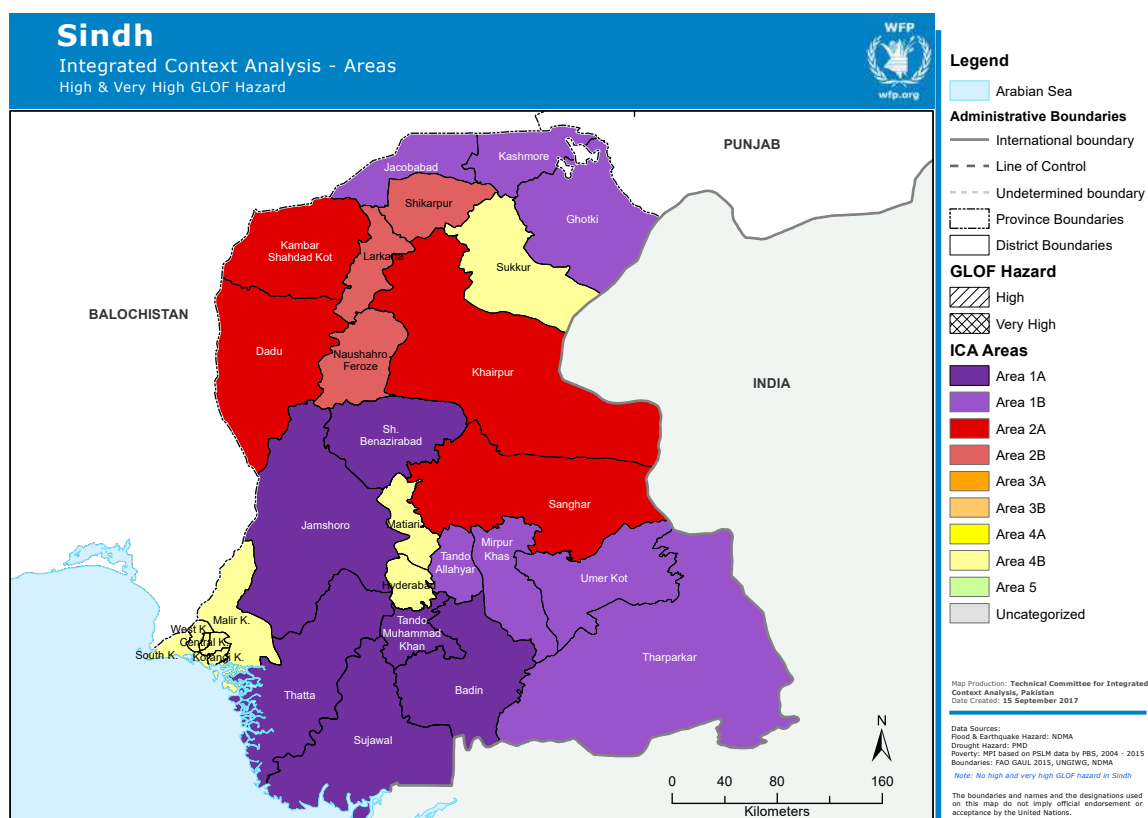 Sindh
Integrated Context Analysis - Areas
High & Very High GLOF Hazard
WFP
wfp.org
PUNJAB
BALOCHISTAN
INDIA
Jacobabad
Kashmore
Shikarpur
Ghotki
Kambar
Shahdad Kot
Larkana
Sukkur
Dadu
Naushahro
Feroze
Khairpur
Sh.
Benazirabad
Sanghar
Jamshoro
Matiari
Mirpur
Khas
Tando
Allahyar
Umer Kot
Hyderabad
Malir K.
West K.
Central K.
South K.
Korangi K.
Tando
Muhammad
Khan
Tharparkar
Thatta
Badin
Sujawal
N
0 40 80 160
Kilometers
Legend
Arabian Sea
Administrative Boundaries
International boundary
Line of Control
Undetermined boundary
Province Boundaries
District Boundaries
GLOF Hazard
High
Very High
ICA Areas
Area 1A
Area 1B
Area 2A
Area 2B
Area 3A
Area 3B
Area 4A
Area 4B
Area 5
Uncategorized
Map Production: Technical Committee for Integrated
Context Analysis, Pakistan
Date Created: 15 September 2017
Data Sources:
Flood & Earthquake Hazard: NDMA
Drought Hazard: PMD
Poverty: MPI based on PSLM data by PBS, 2004 - 2015
Boundaries: FAO GAUL 2015, UNGIWG, NDMA
Note: No high and very high GLOF hazard in Sindh
The boundaries and names and the designations used
on this map do not imply official endorsement or
acceptance by the United Nations.